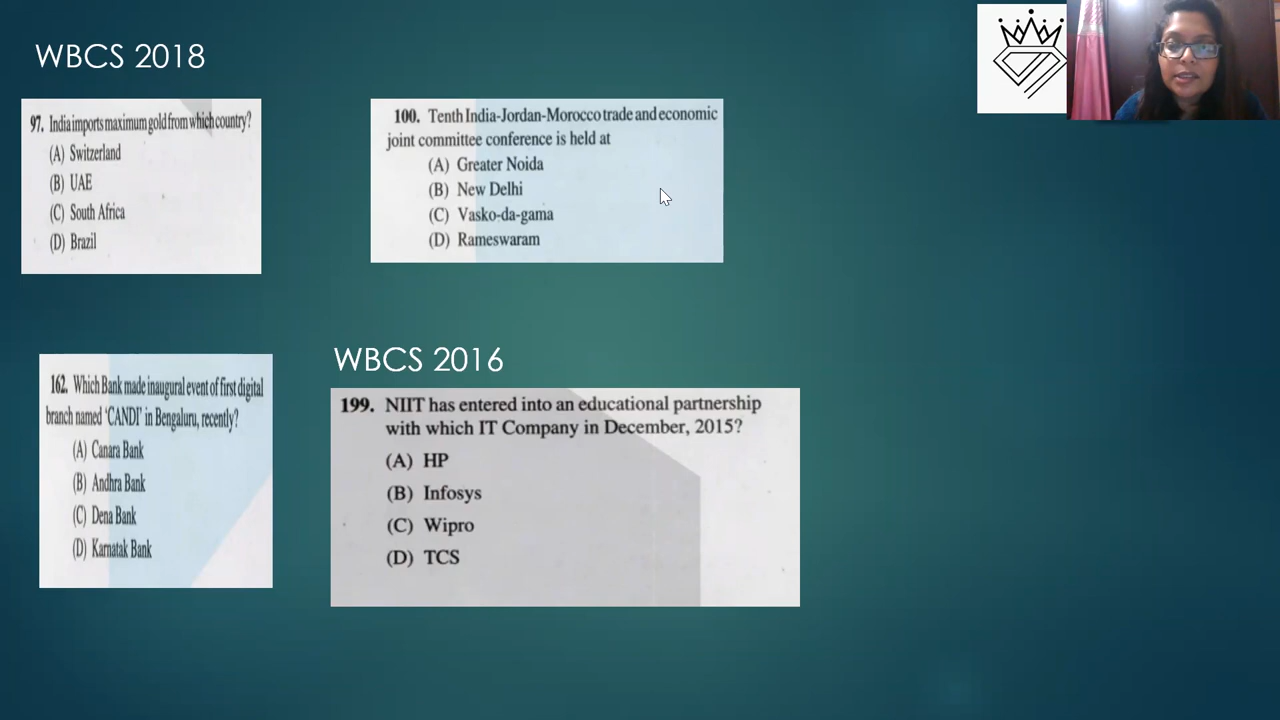 WBCS 2018
97. India imports maximum gold from which country?
(A) Switzerland
(B) UAE
(C) South Africa
(D) Brazil
100. Tenth India-Jordan-Morocco trade and economic
joint committee conference is held at
(A) Greater Noida
(B) New Delhi
(C) Vasko-da-gama
(D) Rameswaram
162. Which Bank made inaugural event of first digital
branch named 'CANDI' in Bengaluru, recently?
(A) Canara Bank
(B) Andhra Bank
(C) Dena Bank
(D) Karnatak Bank
WBCS 2016
199. NIIT has entered into an educational partnership
with which IT Company in December, 2015?
(A) HP
(B) Infosys
(C) Wipro
(D) TCS